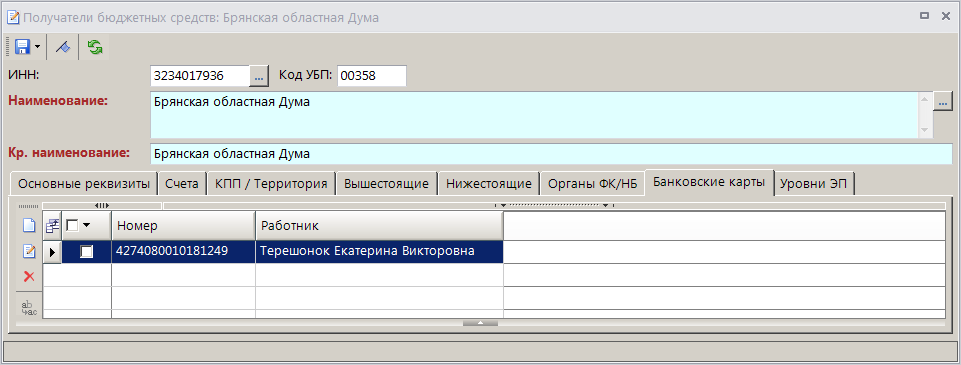 Получатели бюджетных средств: Брянская областная Дума
ИНН: 3234017936 ... Код УБП: 00358
Наименование: Брянская областная Дума ...
Кр. наименование: Брянская областная Дума
Основные реквизиты Счета КПП / Территория Вышестоящие Нижестоящие Органы ФК/НБ Банковские карты Уровни ЭП
Номер Работник
4274080010181249 Терешонок Екатерина Викторовна
ab
ac